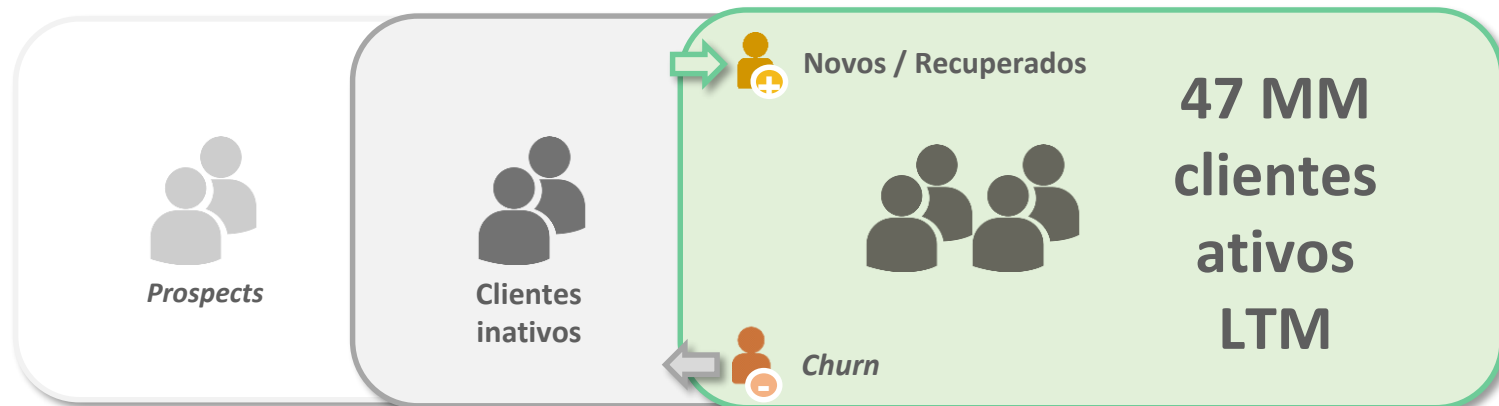 Prospects
Clientes
inativos
Novos / Recuperados
+
47 MM
clientes
ativos
LTM
-
Churn